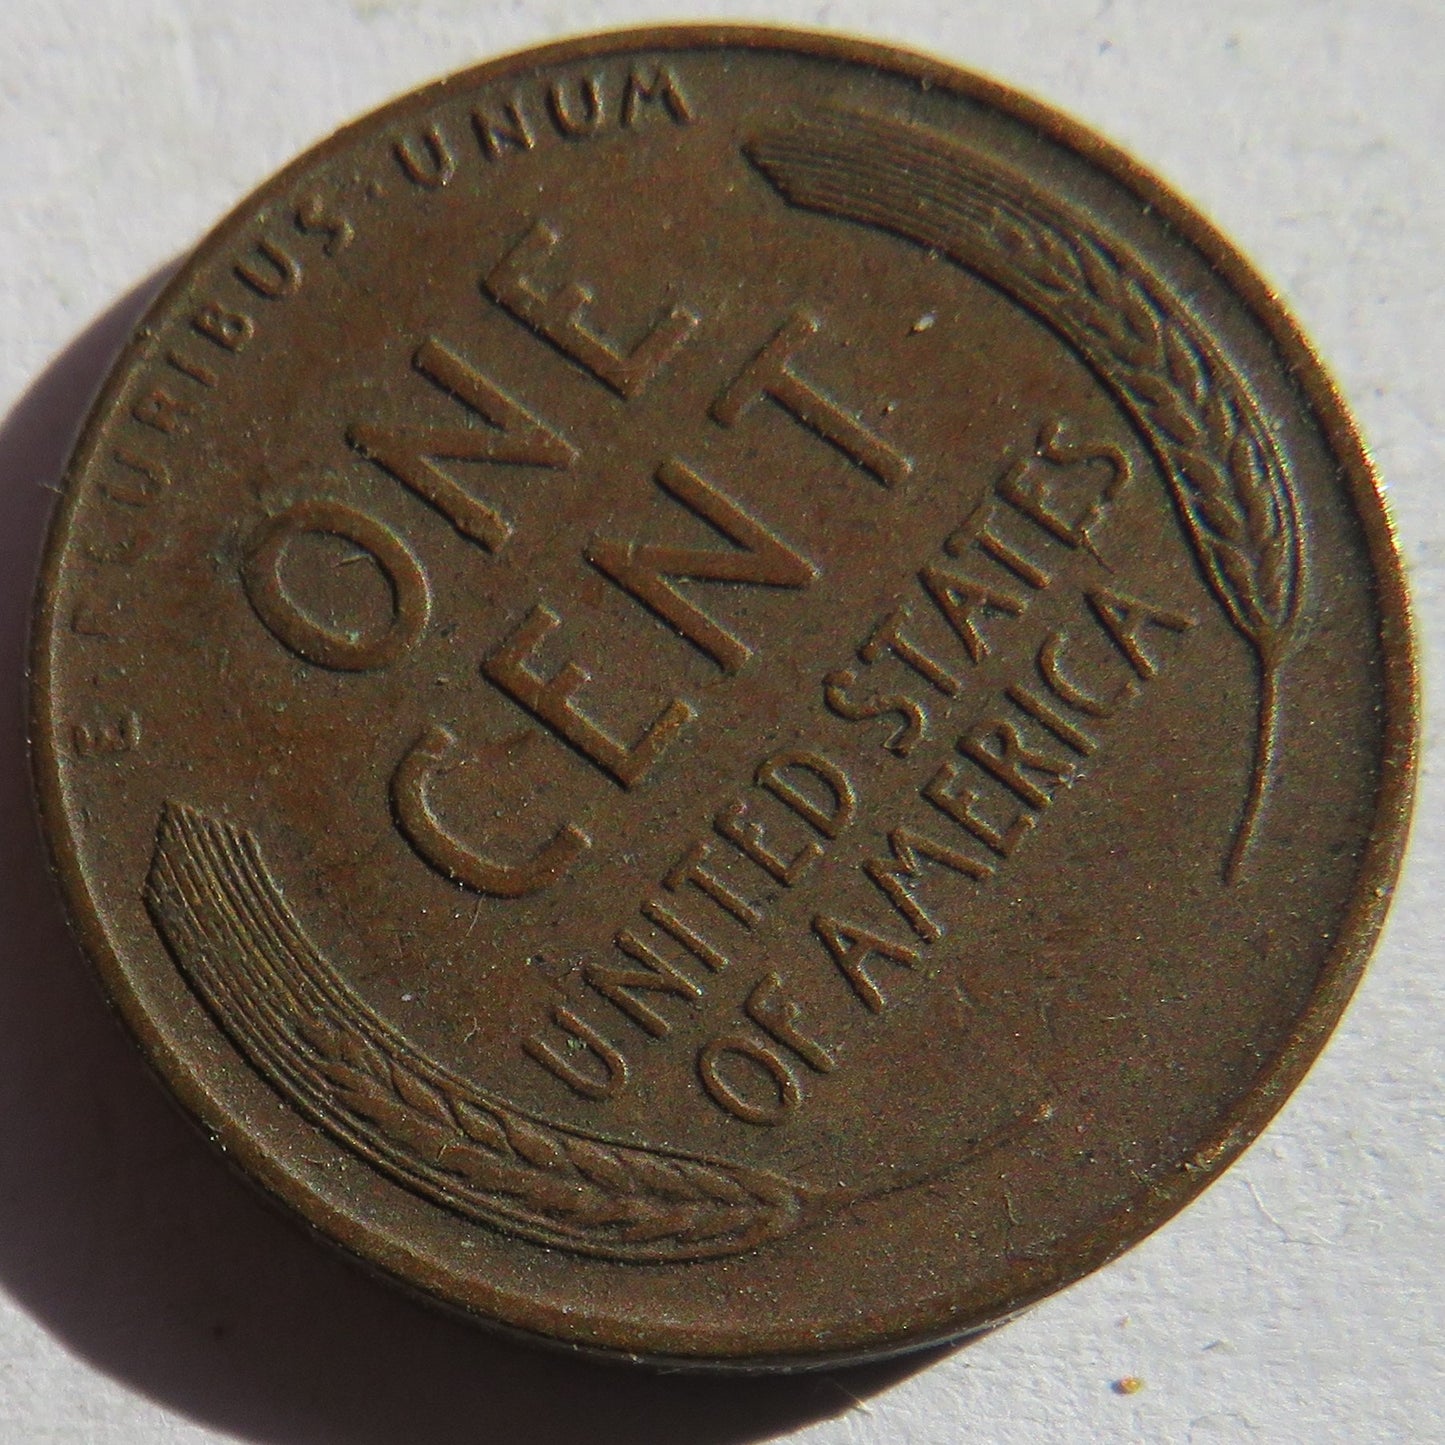 E PLURIBUS · UNUM
ONE
CENT
UNITED STATES
OF AMERICA